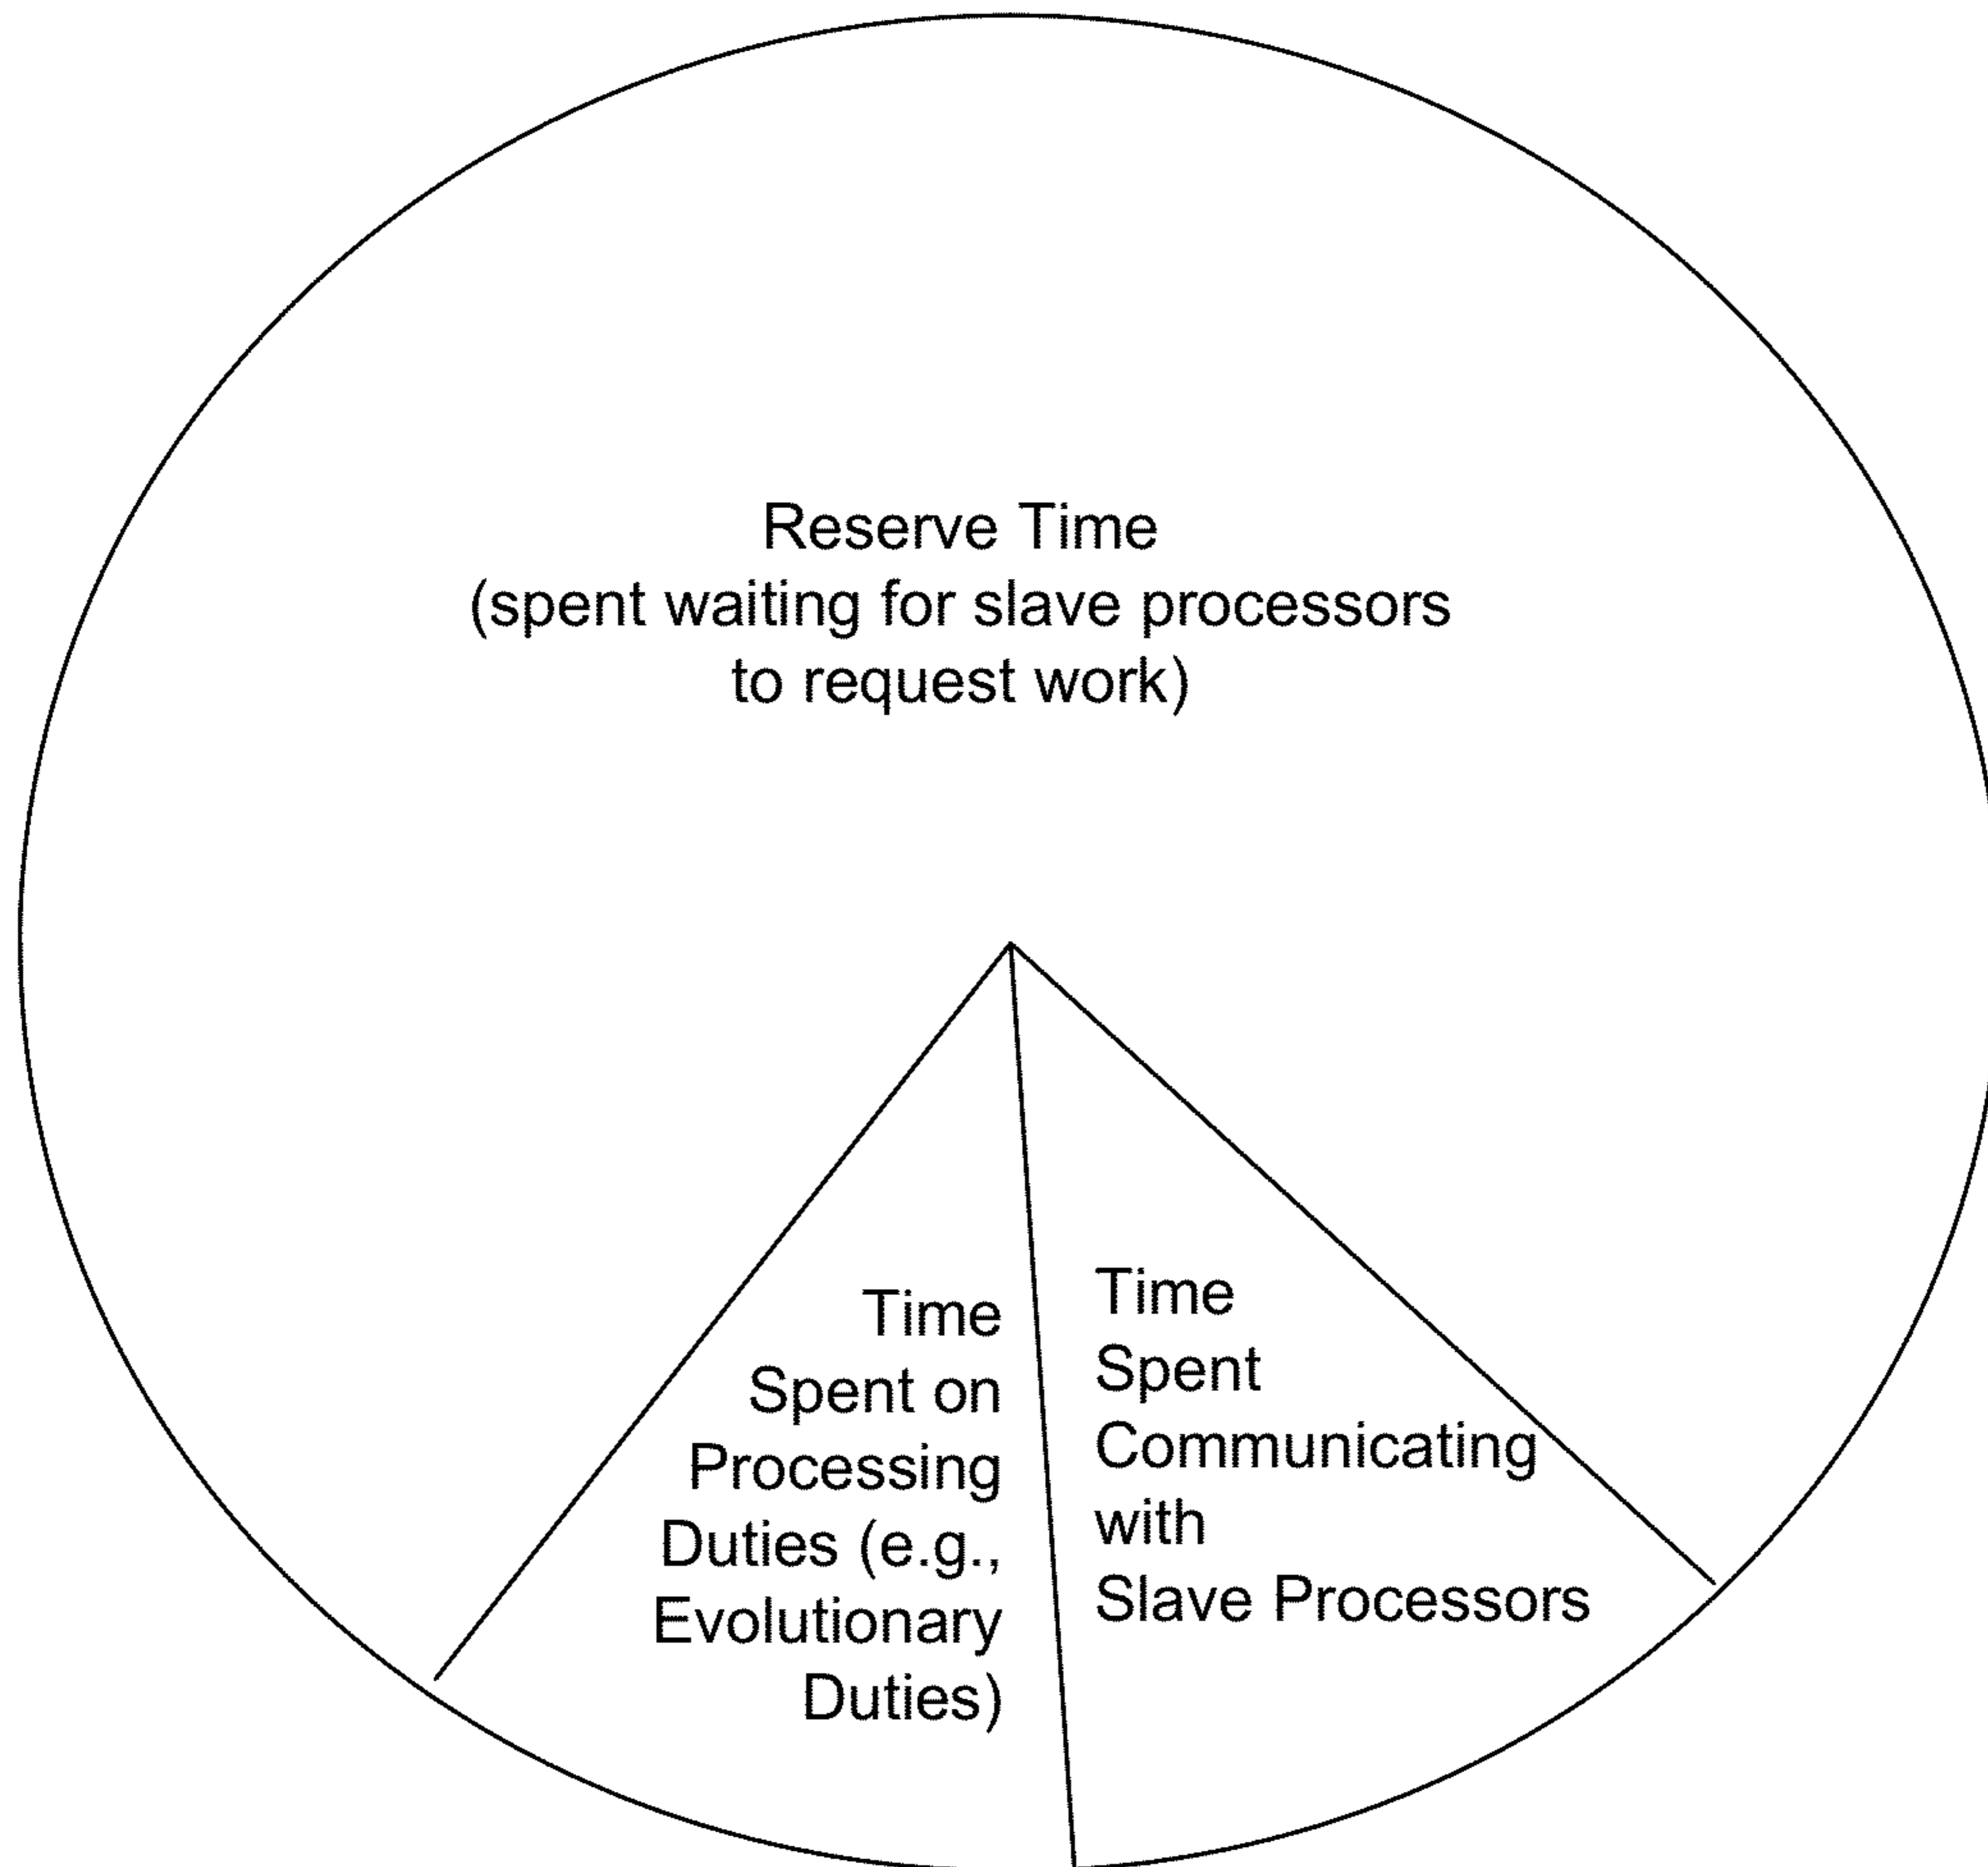 Reserve Time
(spent waiting for slave processors
to request work)
Time
Spent on
Processing
Duties (e.g.,
Evolutionary
Duties)
Time
Spent
Communicating
with
Slave Processors